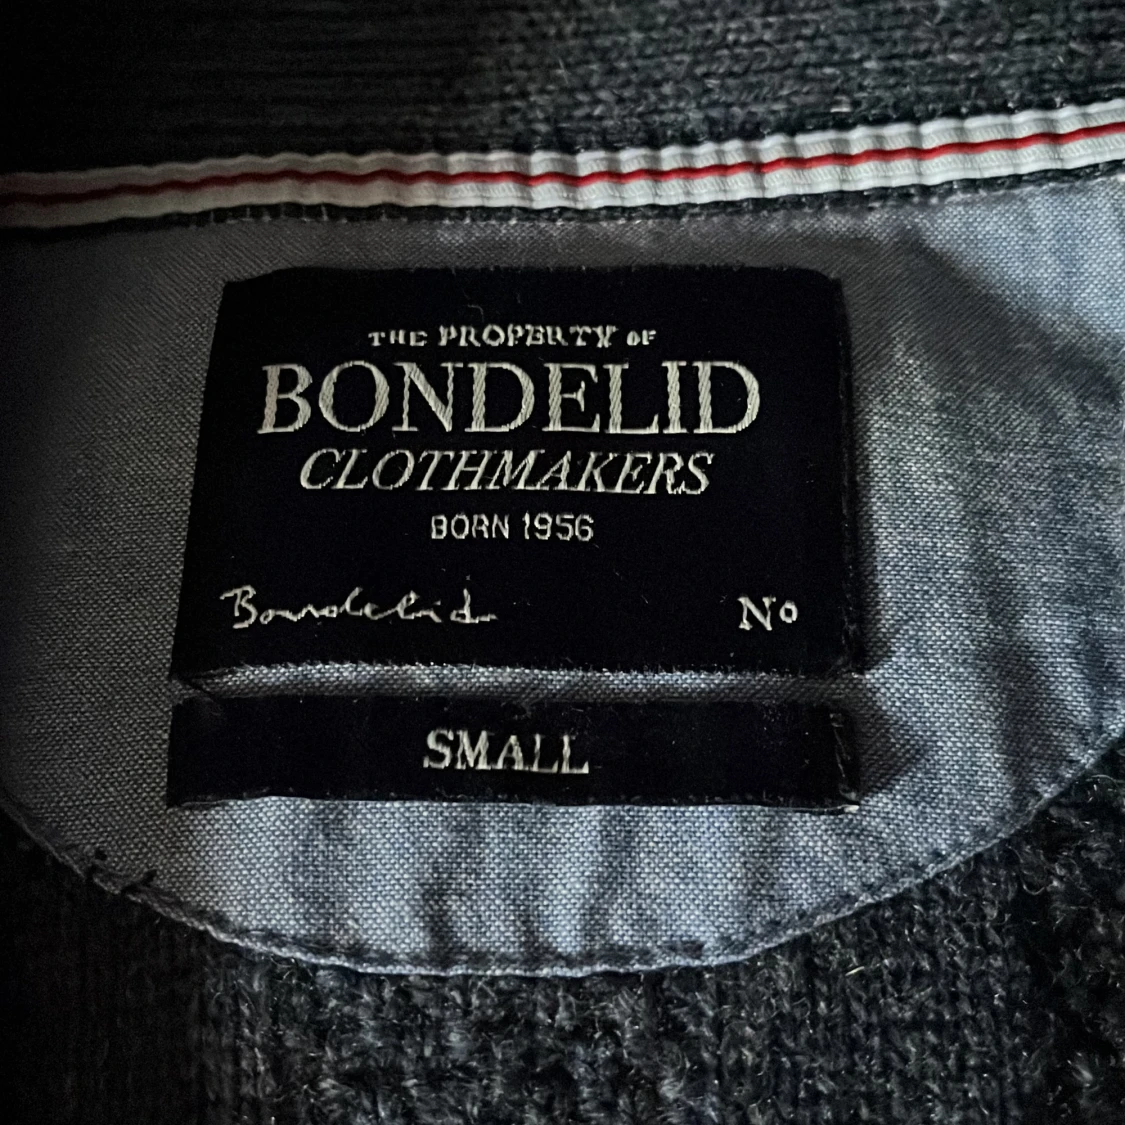 THE PROPERTY OF
BONDELID
CLOTHMAKERS
BORN 1956
Bondelid Nº
SMALL